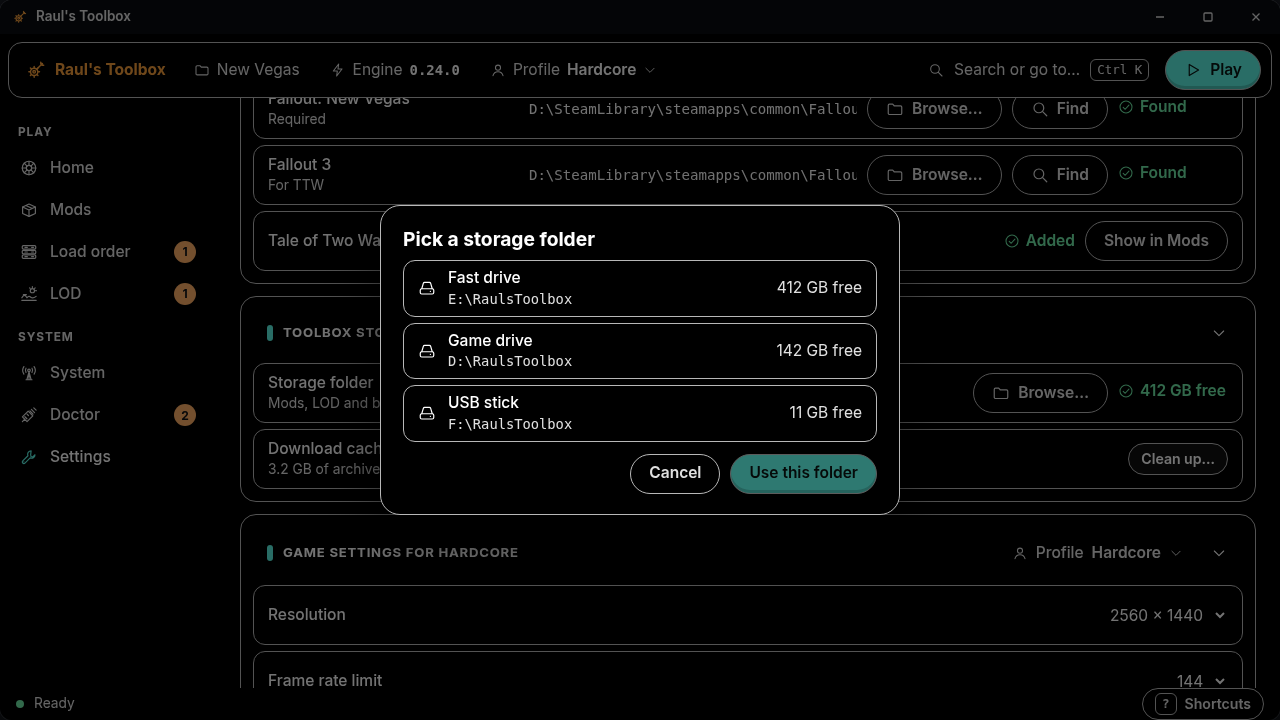 Raul's Toolbox
Raul's Toolbox
New Vegas
Engine 0.24.0
Profile Hardcore
Search or go to...
Ctrl K
Play
PLAY
Home
Mods
Load order 1
LOD 1
SYSTEM
System
Doctor 2
Settings
Fallout: New Vegas
Required
D:\SteamLibrary\steamapps\common\Fallou
Browse...
Find
Found
Fallout 3
For TTW
D:\SteamLibrary\steamapps\common\Fallou
Browse...
Find
Found
Tale of Two Wa
Added
Show in Mods
TOOLBOX STO
Storage folder
Mods, LOD and b
Browse...
412 GB free
Download cach
3.2 GB of archive
Clean up...
Pick a storage folder
Fast drive
E:\RaulsToolbox
412 GB free
Game drive
D:\RaulsToolbox
142 GB free
USB stick
F:\RaulsToolbox
11 GB free
Cancel
Use this folder
GAME SETTINGS FOR HARDCORE
Profile Hardcore
Resolution
2560 × 1440
Frame rate limit
144
Ready
? Shortcuts